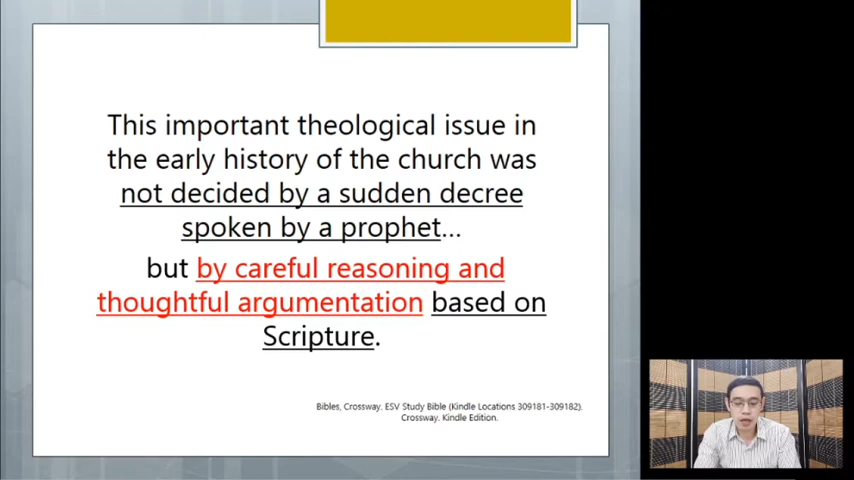 This important theological issue in
the early history of the church was
not decided by a sudden decree
spoken by a prophet...
but by careful reasoning and
thoughtful argumentation based on
Scripture.
Bibles, Crossway. ESV Study Bible (Kindle Locations 309181-309182).
Crossway. Kindle Edition.